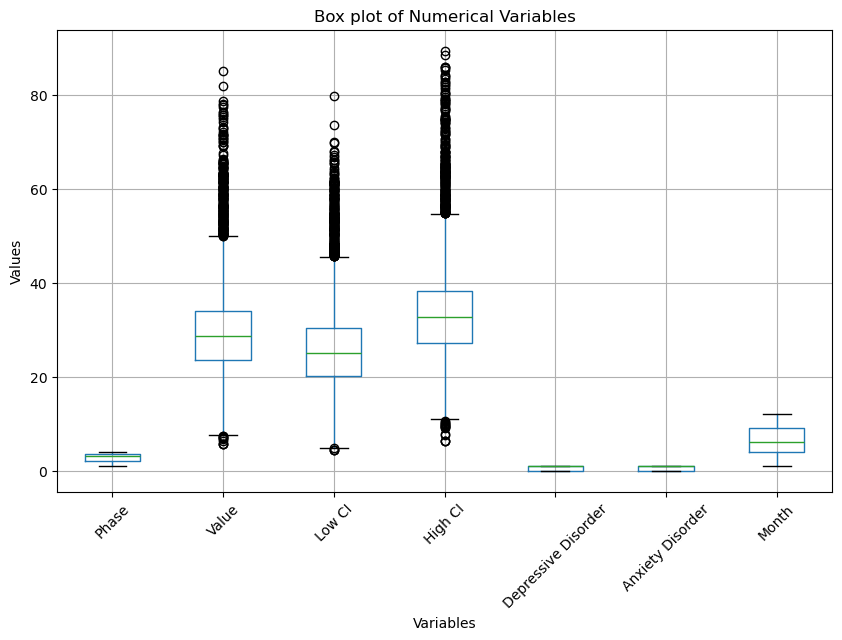 Box plot of Numerical Variables
80
60
40
20
0
Values
Phase
Value
Low CI
High CI
Depressive Disorder
Anxiety Disorder
Month
Variables